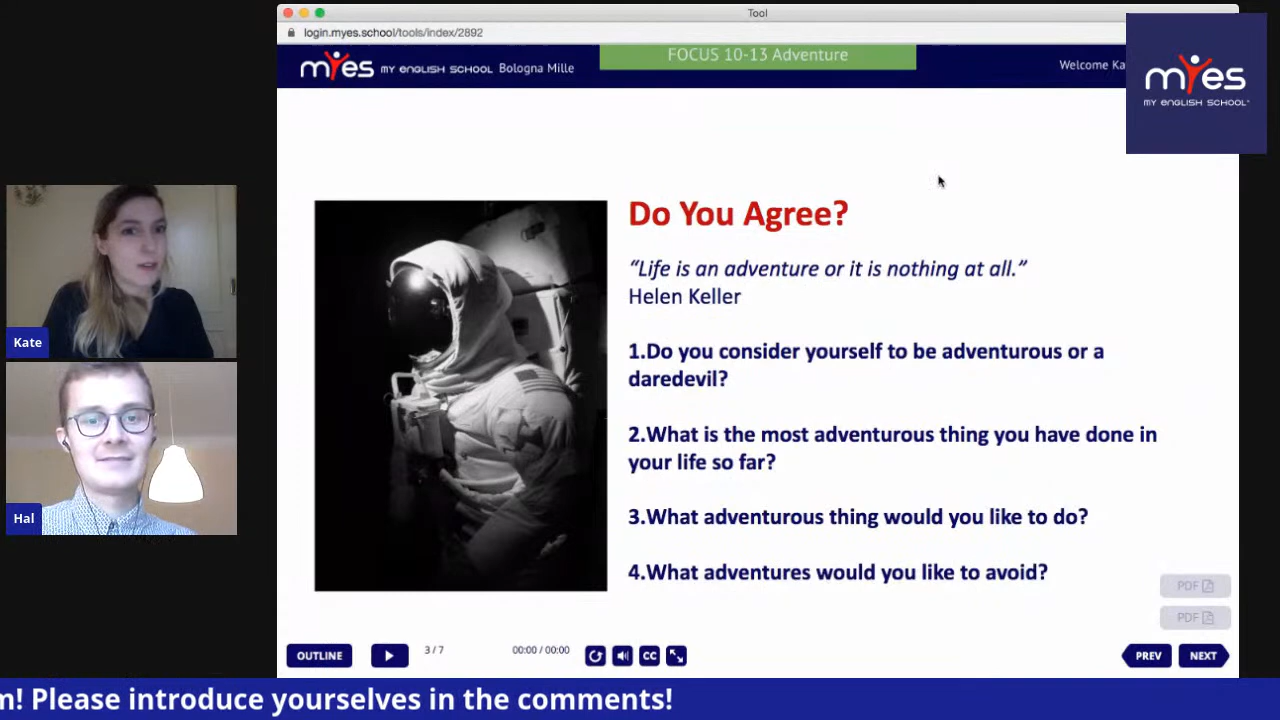 Tool
login.myes.school/tools/index/2892
myes MY ENGLISH SCHOOL Bologna Mille
FOCUS 10-13 Adventure
Welcome Ka
myes
MY ENGLISH SCHOOL
Do You Agree?
“Life is an adventure or it is nothing at all.”
Helen Keller
1.Do you consider yourself to be adventurous or a
daredevil?
2.What is the most adventurous thing you have done in
your life so far?
3.What adventurous thing would you like to do?
4.What adventures would you like to avoid?
Kate
Hal
PDF
PDF
OUTLINE
3 / 7
00:00 / 00:00
CC
PREV
NEXT
m! Please introduce yourselves in the comments!